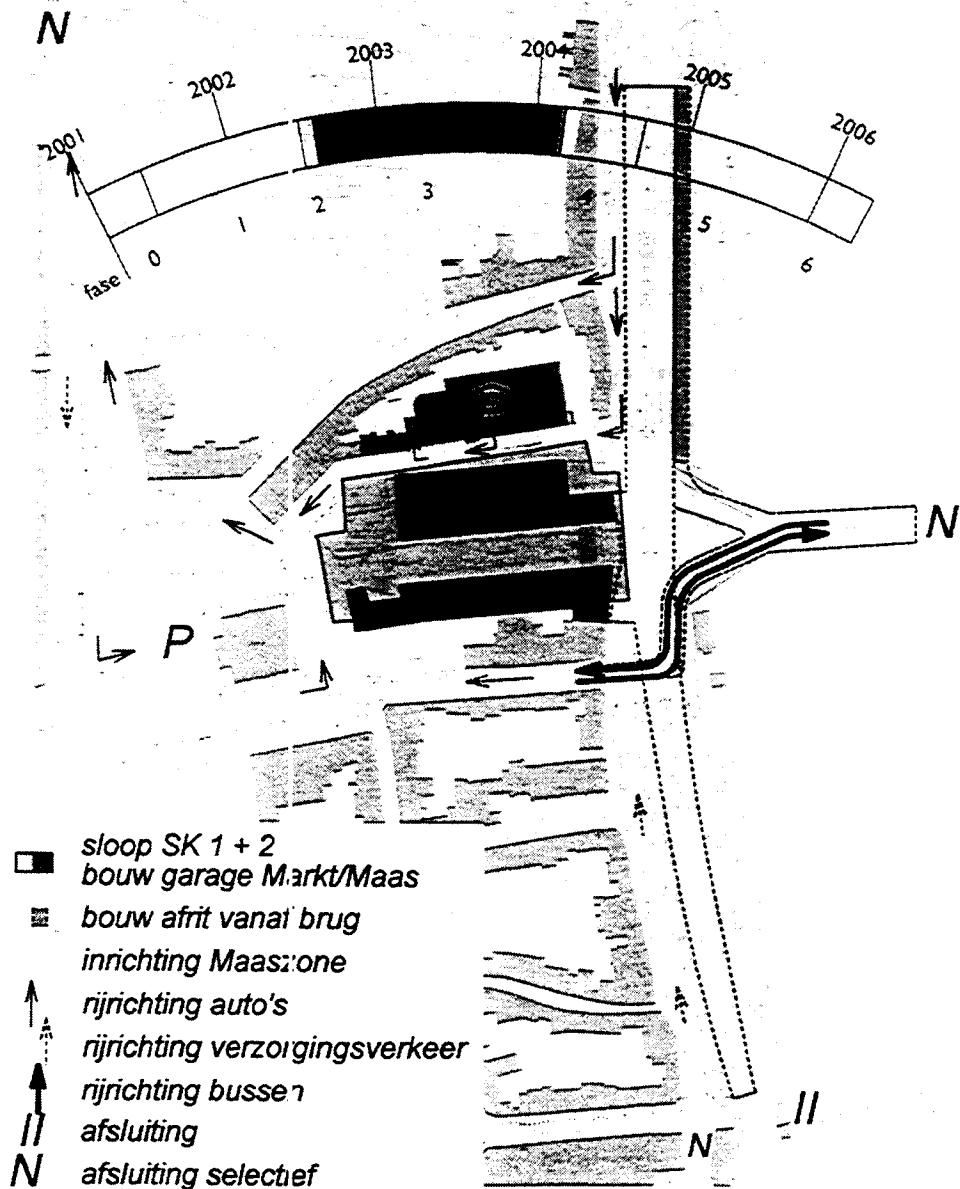 N
2001
2002
2003
2004
2005
2006
fase
0
1
2
3
5
6
N
P
sloop SK 1 + 2
bouw garage Markt/Maas
bouw afrit vanaf brug
inrichting Maaszone
rijrichting auto's
rijrichting verzorgingsverkeer
rijrichting bussen
II afsluiting
N afsluiting selectief
N
II